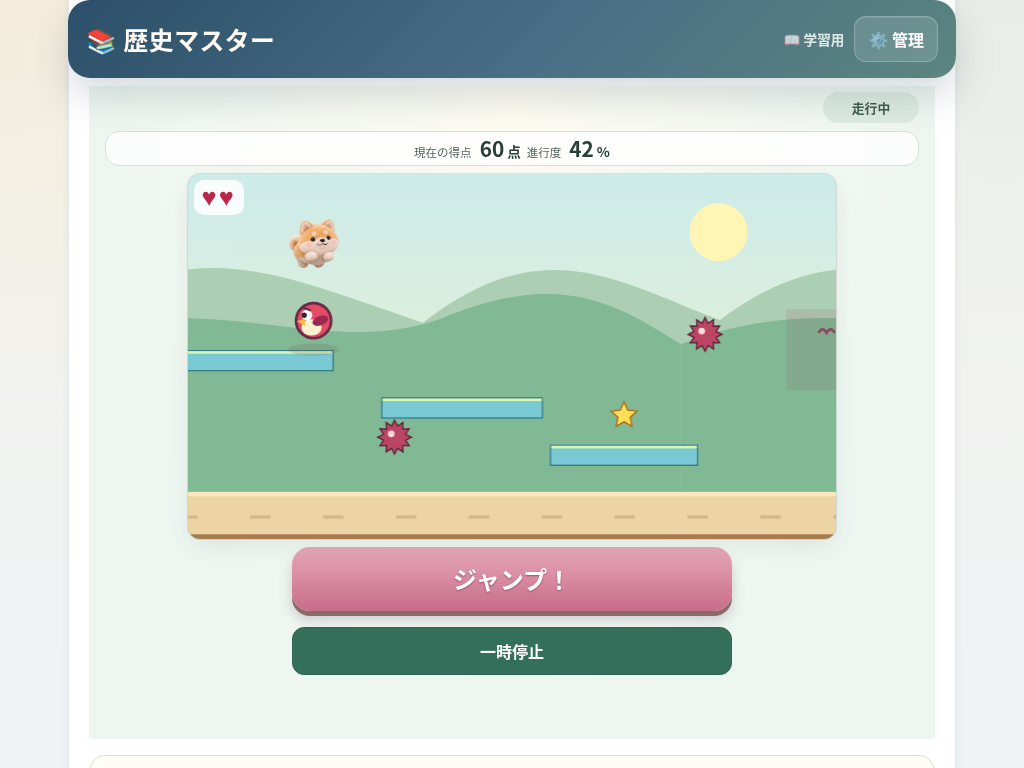 📚 歴史マスター
📖 学習用
⚙️ 管理
走行中
現在の得点 60 点 進行度 42 %
♥♥
ジャンプ！
一時停止